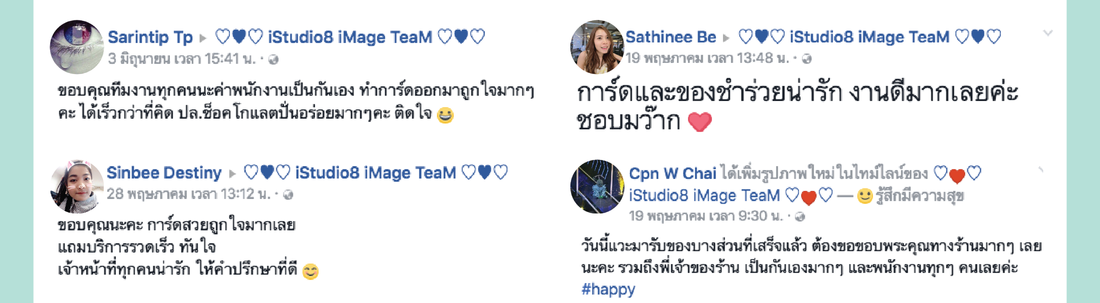 Sarintip Tp ▸ ♡♥♡ iStudio8 iMage TeaM ♡♥♡
3 มิถุนายน เวลา 15:41 น. ·
ขอบคุณทีมงานทุกคนนะค่าพนักงานเป็นกันเอง ทำการ์ดออกมาถูกใจมากๆ
คะ ได้เร็วกว่าที่คิด ปล.ช็อคโกแลตปั่นอร่อยมากๆคะ ติดใจ 😄
Sinbee Destiny ▸ ♡♥♡ iStudio8 iMage TeaM ♡♥♡
28 พฤษภาคม เวลา 13:12 น. ·
ขอบคุณนะคะ การ์ดสวยถูกใจมากเลย
แถมบริการรวดเร็ว ทันใจ
เจ้าหน้าที่ทุกคนน่ารัก ให้คำปรึกษาที่ดี 😊
Sathinee Be ▸ ♡♥♡ iStudio8 iMage TeaM ♡♥♡
19 พฤษภาคม เวลา 13:48 น. ·
การ์ดและของชำร่วยน่ารัก งานดีมากเลยค่ะ
ชอบมว๊าก ❤
Cpn W Chai ได้เพิ่มรูปภาพใหม่ในไทม์ไลน์ของ ♡♥♡
iStudio8 iMage TeaM ♡♥♡ — 🙂 รู้สึกมีความสุข
19 พฤษภาคม เวลา 9:30 น. ·
วันนี้แวะมารับของบางส่วนที่เสร็จแล้ว ต้องขอขอบพระคุณทางร้านมากๆ เลย
นะคะ รวมถึงพี่เจ้าของร้าน เป็นกันเองมากๆ และพนักงานทุกๆ คนเลยค่ะ
#happy